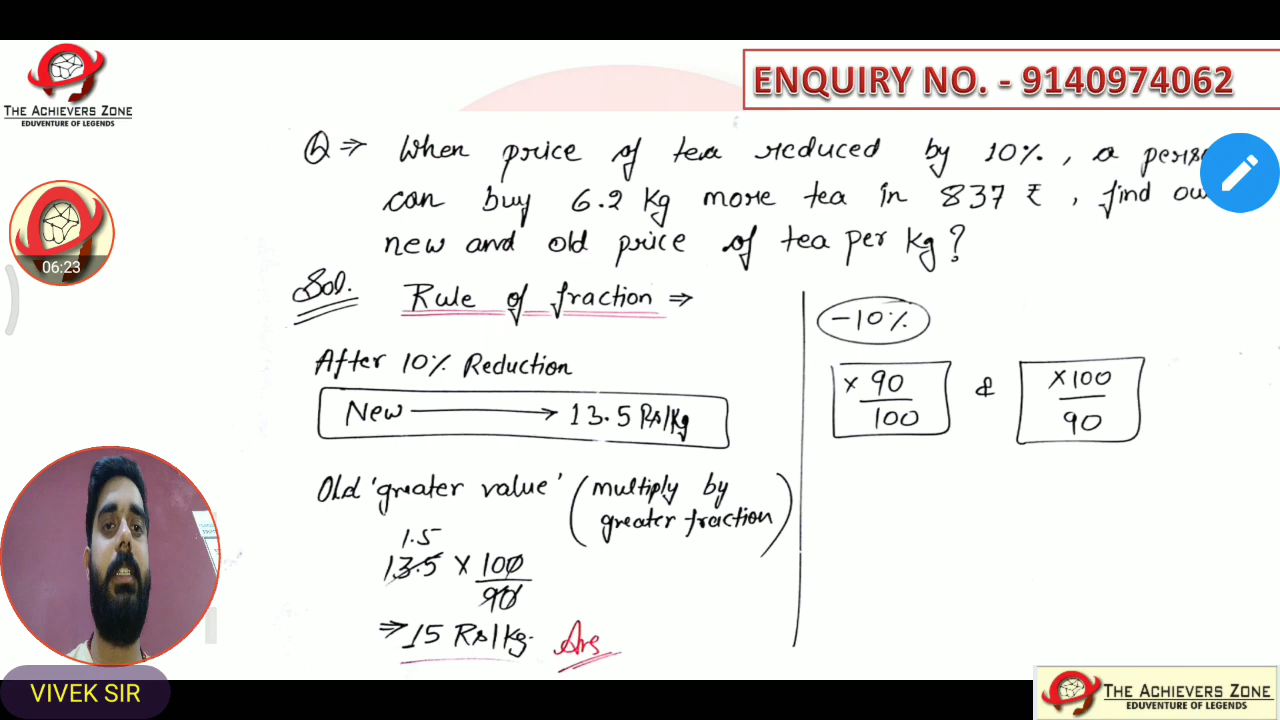 THE ACHIEVERS ZONE
EDUVENTURE OF LEGENDS
ENQUIRY NO. - 9140974062
Q ⇒ When price of tea reduced by 10%, a
can buy 6.2 kg more tea in 837 ₹, find
new and old price of tea per kg?
06:23
Sol. Rule of fraction ⇒
After 10% Reduction
New → 13.5 Rs/kg
Old 'greater value' (multiply by
greater fraction)
1.5
13.5 × 100/90
⇒ 15 Rs/kg. Ans
-10%
× 90/100 & × 100/90
VIVEK SIR
THE ACHIEVERS ZONE
EDUVENTURE OF LEGENDS